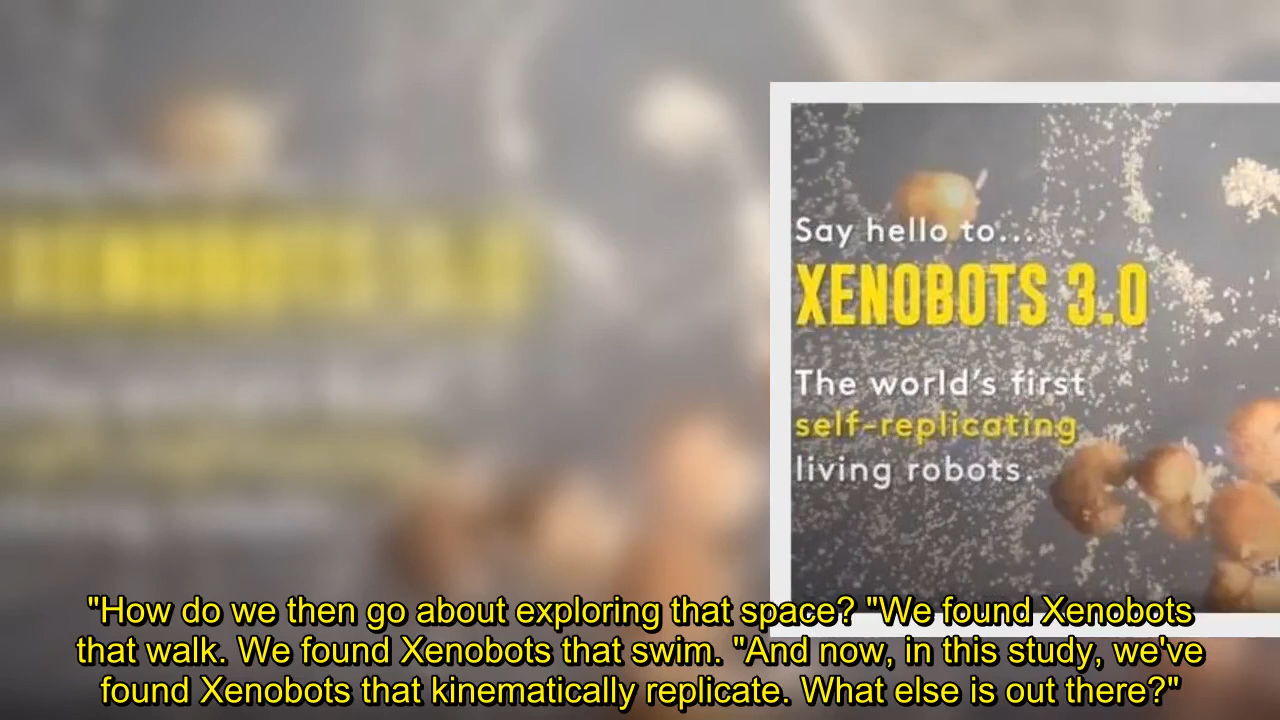 Say hello to...
XENOBOTS 3.0
The world's first
self-replicating
living robots.
"How do we then go about exploring that space? "We found Xenobots
that walk. We found Xenobots that swim. "And now, in this study, we've
found Xenobots that kinematically replicate. What else is out there?"